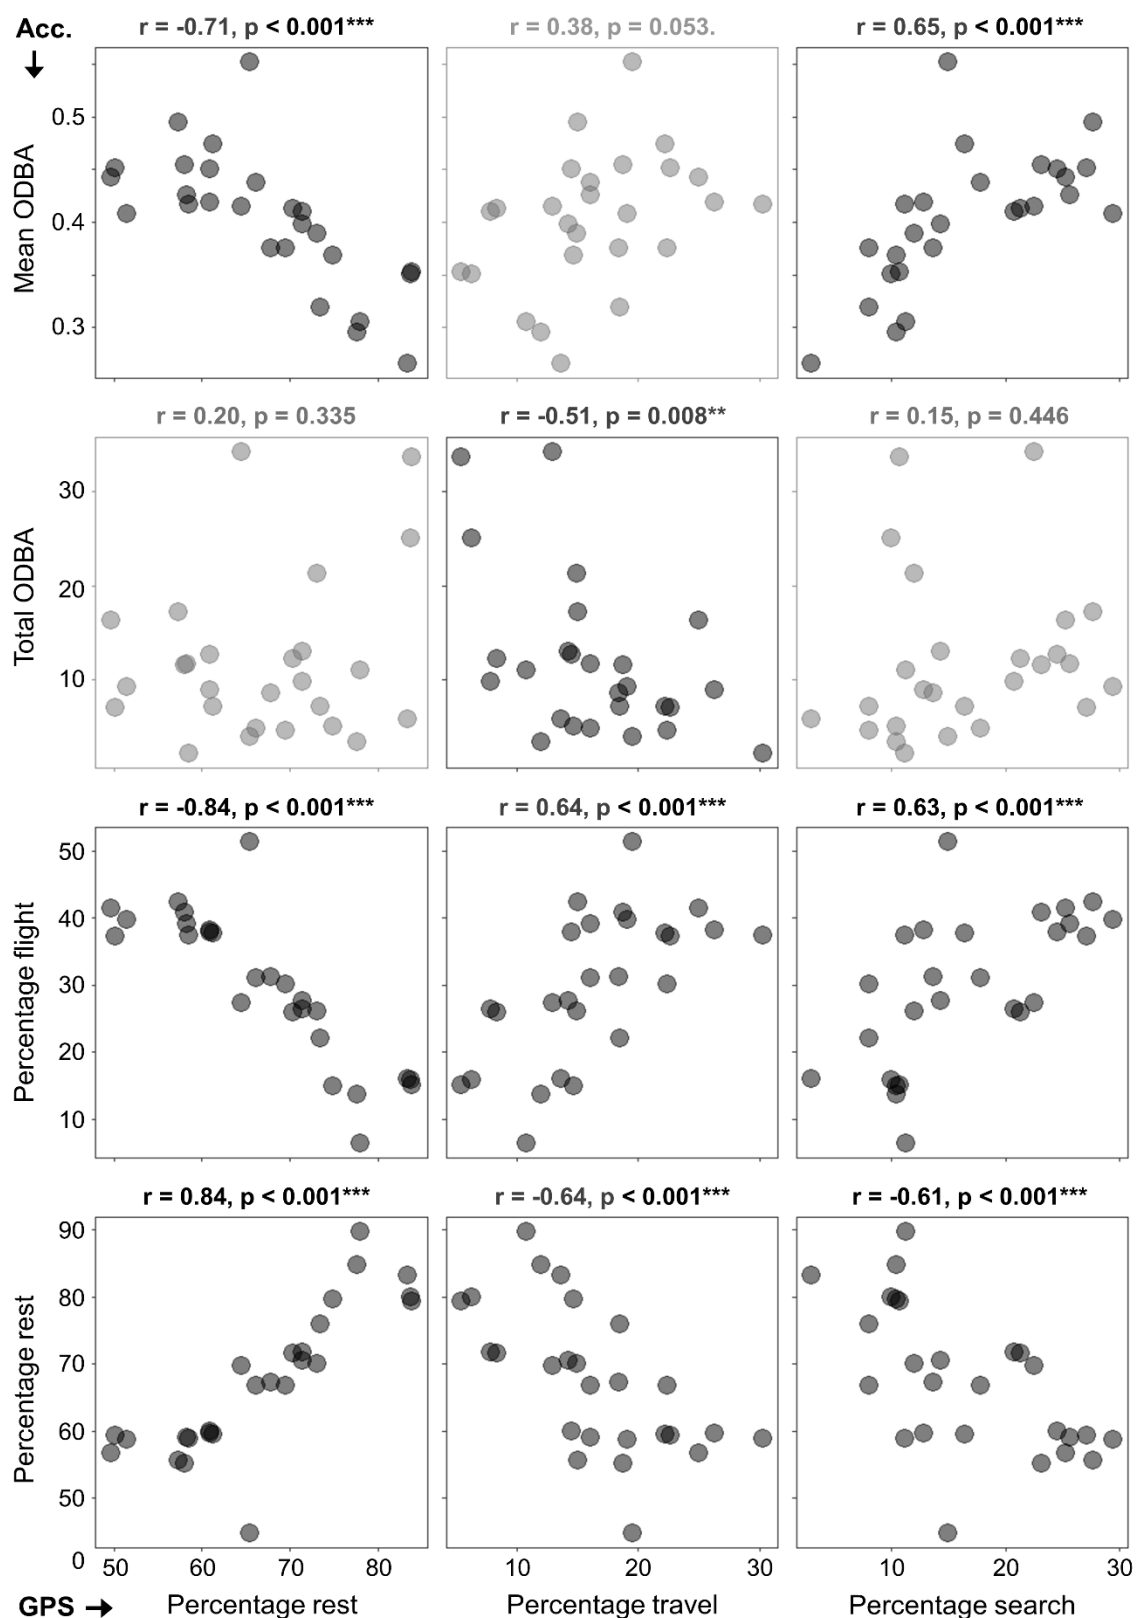 Acc.
↓
r = -0.71, p < 0.001***
r = 0.38, p = 0.053.
r = 0.65, p < 0.001***
Mean ODBA
0.5
0.4
0.3
r = 0.20, p = 0.335
r = -0.51, p = 0.008**
r = 0.15, p = 0.446
Total ODBA
30
20
10
r = -0.84, p < 0.001***
r = 0.64, p < 0.001***
r = 0.63, p < 0.001***
Percentage flight
50
40
30
20
10
r = 0.84, p < 0.001***
r = -0.64, p < 0.001***
r = -0.61, p < 0.001***
Percentage rest
90
80
70
60
50
0
50 60 70 80
10 20 30
10 20 30
GPS →
Percentage rest
Percentage travel
Percentage search